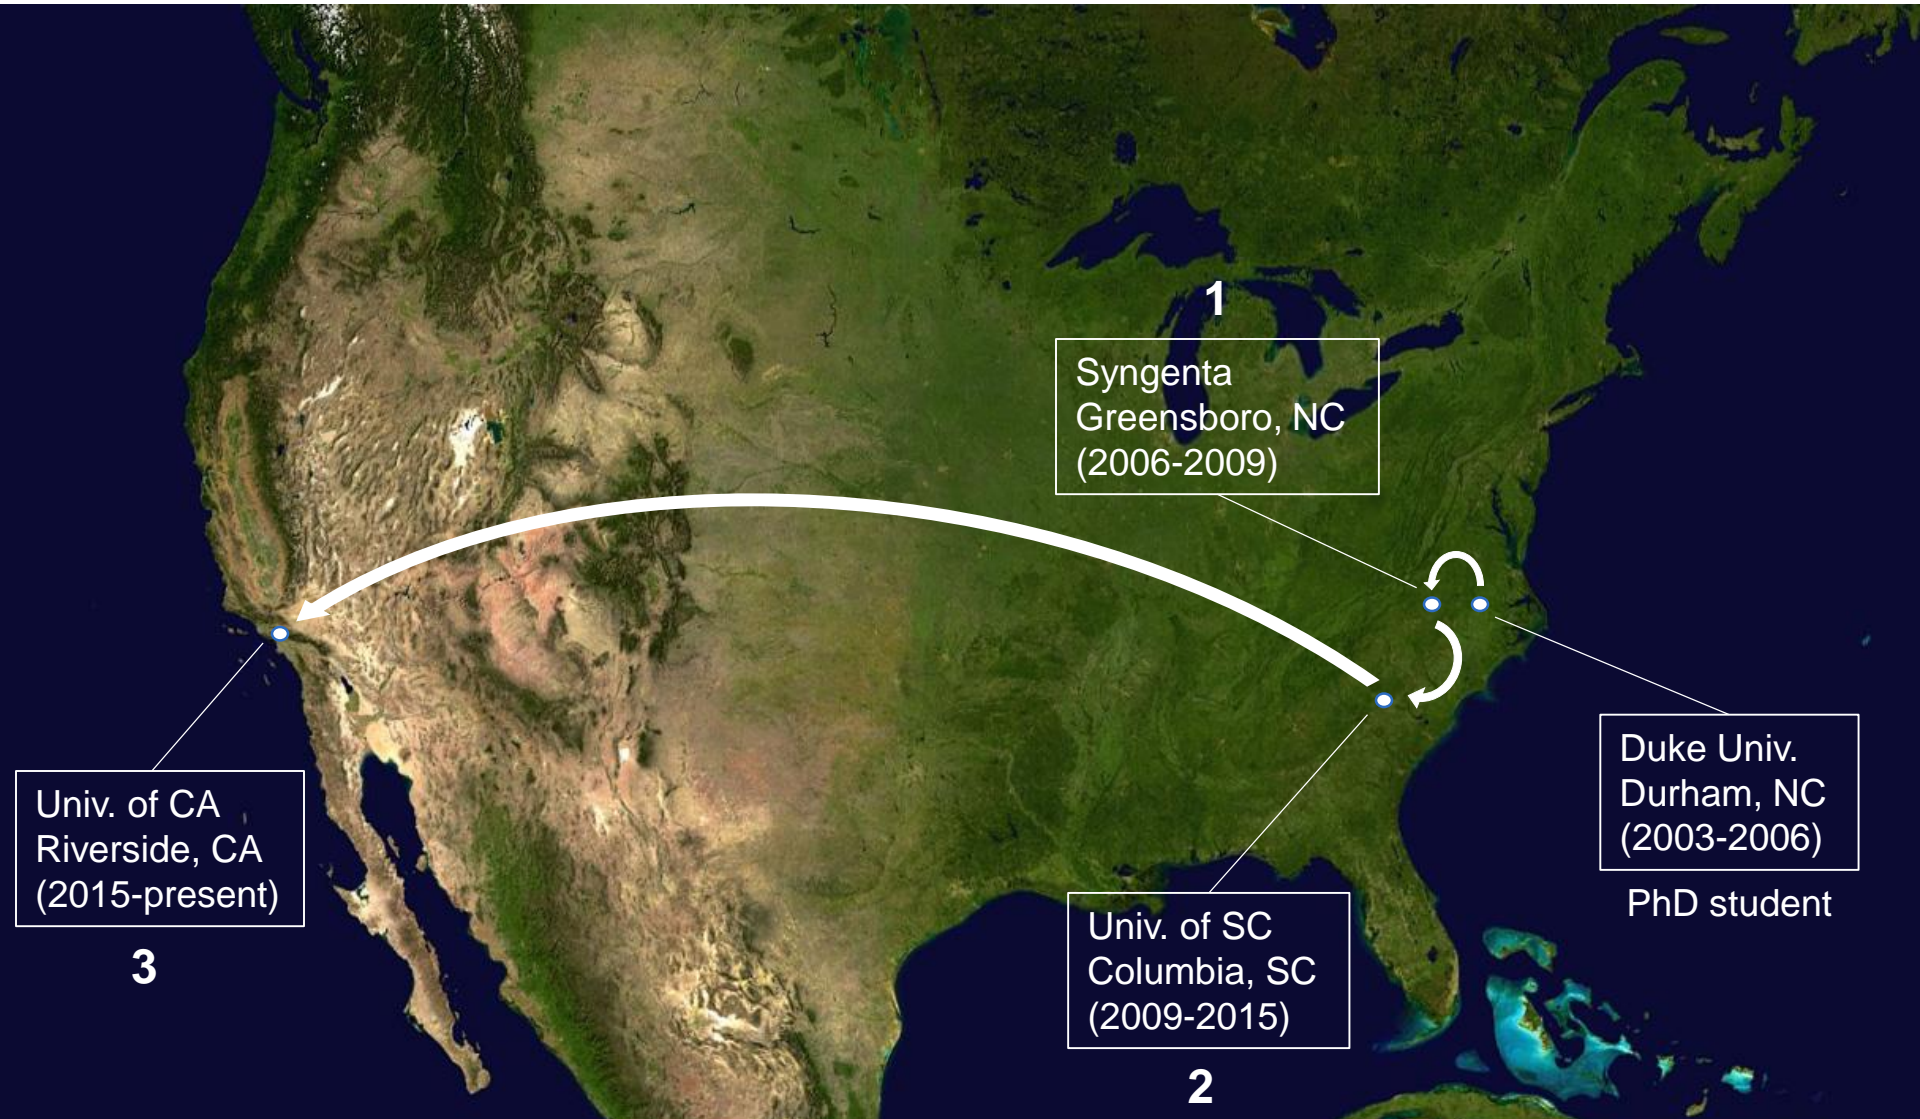 1
Syngenta
Greensboro, NC
(2006-2009)
Duke Univ.
Durham, NC
(2003-2006)
PhD student
Univ. of CA
Riverside, CA
(2015-present)
3
Univ. of SC
Columbia, SC
(2009-2015)
2